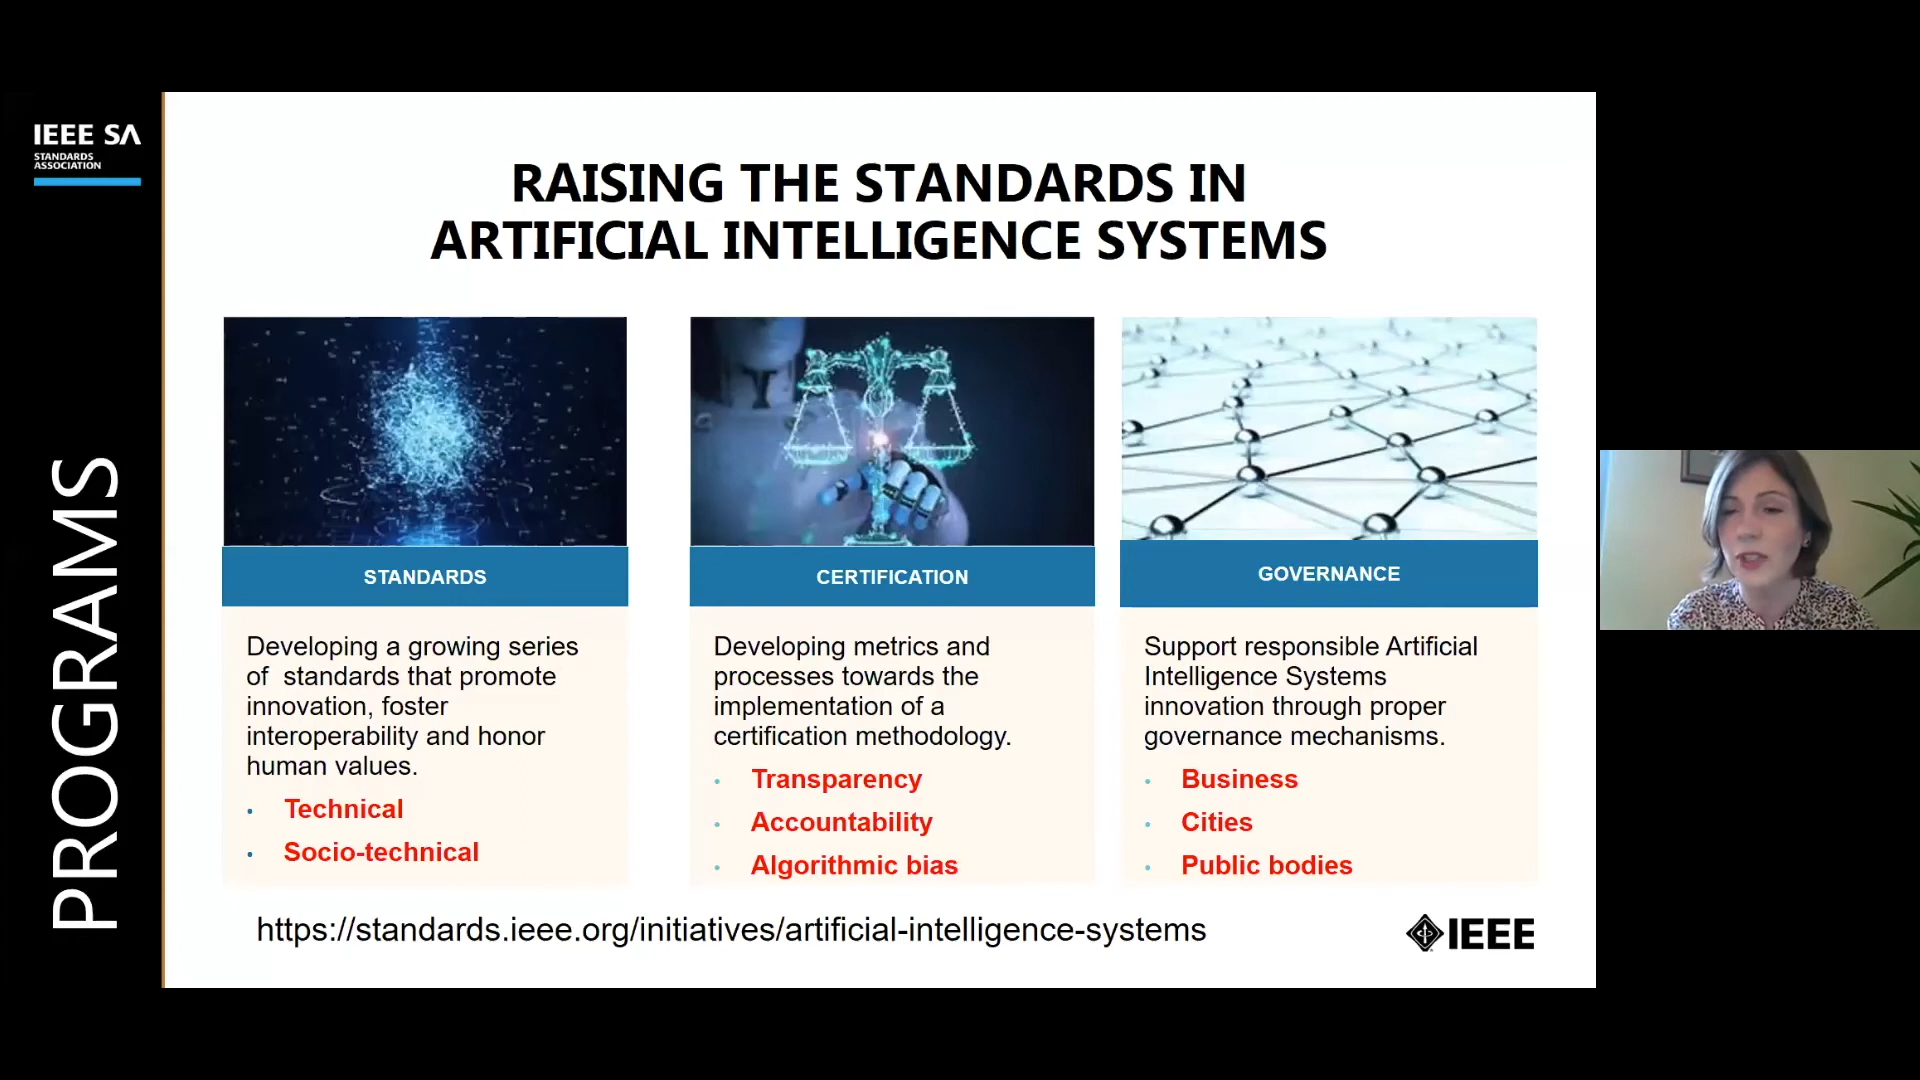 IEEE SA
STANDARDS
ASSOCIATION
PROGRAMS
RAISING THE STANDARDS IN
ARTIFICIAL INTELLIGENCE SYSTEMS
STANDARDS
Developing a growing series
of standards that promote
innovation, foster
interoperability and honor
human values.
• Technical
• Socio-technical
CERTIFICATION
Developing metrics and
processes towards the
implementation of a
certification methodology.
• Transparency
• Accountability
• Algorithmic bias
GOVERNANCE
Support responsible Artificial
Intelligence Systems
innovation through proper
governance mechanisms.
• Business
• Cities
• Public bodies
https://standards.ieee.org/initiatives/artificial-intelligence-systems
IEEE